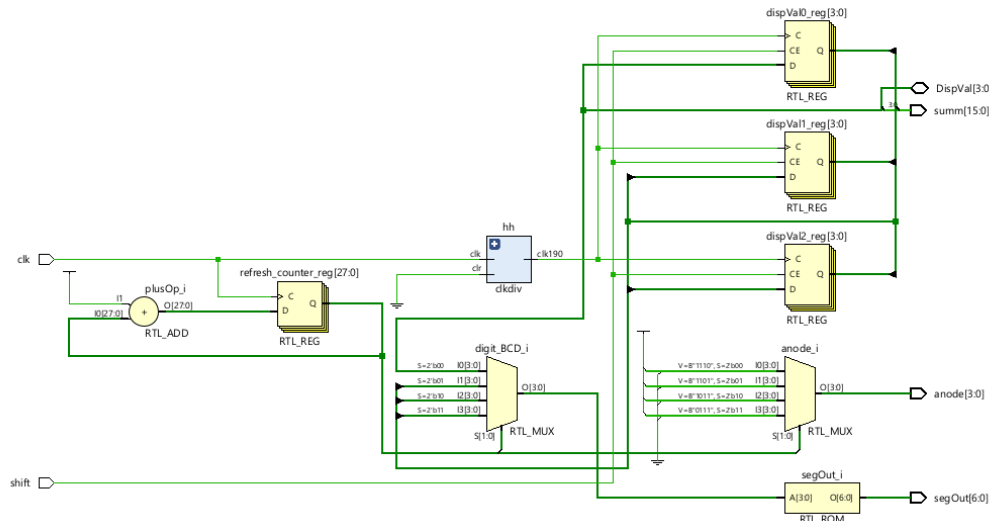 dispVal0_reg[3:0]
C
CE Q
D
RTL_REG
DispVal[3:0
summ[15:0]
dispVal1_reg[3:0]
C
CE Q
D
RTL_REG
hh
clk clk190
clr
clkdiv
dispVal2_reg[3:0]
C
CE Q
D
RTL_REG
clk
refresh_counter_reg[27:0]
C Q
D
RTL_REG
plusOp_i
I1
I0[27:0] + O[27:0]
RTL_ADD
digit_BCD_i
S=2'b00 I0[3:0]
S=2'b01 I1[3:0]
S=2'b10 I2[3:0]
S=2'b11 I3[3:0]
O[3:0]
S[1:0]
RTL_MUX
anode_i
V=B"1110", S=2'b00 I0[3:0]
V=B"1101", S=2'b01 I1[3:0]
V=B"1011", S=2'b10 I2[3:0]
V=B"0111", S=2'b11 I3[3:0]
O[3:0]
S[1:0]
RTL_MUX
anode[3:0]
shift
segOut_i
A[3:0] O[6:0]
RTL_ROM
segOut[6:0]